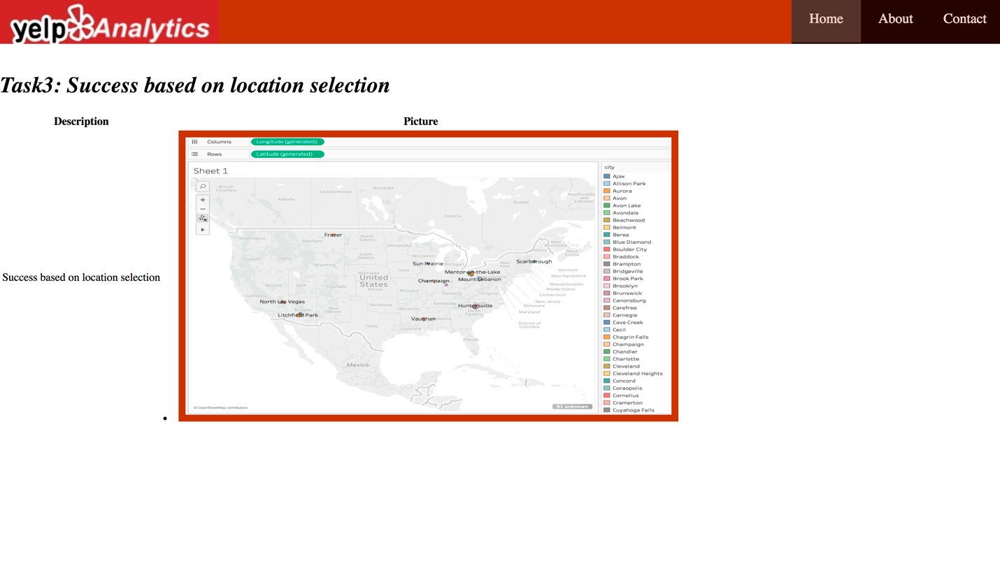 yelp Analytics
Home
About
Contact
Task3: Success based on location selection
Description
Picture
Success based on location selection
Columns
Longitude (generated)
Rows
Latitude (generated)
Sheet 1
British
Columbia
Alberta
Saskatchewan
Manitoba
Ontario
Quebec
Newfoundland
and
Labrador
Washington
Montana
Frazer
North
Dakota
Minnesota
Oregon
Idaho
Wyoming
South
Dakota
Wisconsin
Sun Prairie
Michigan
New
York
Maine
New
Brunswick
Nova
Scotia
Scarborough
Nebraska
Iowa
Mentor-on-the-Lake
Mount Lebanon
Champaign
Vermont
New Hampshire
Massachusetts
Rhode Island
Connecticut
New Jersey
Delaware
Maryland
District of
Columbia
Nevada
Utah
Colorado
United
States
Kansas
Missouri
Kentucky
Virginia
California
North Las Vegas
Arizona
Litchfield Park
New
Mexico
Oklahoma
Arkansas
Tennessee
Huntersville
North
South
Carolina
Vaughan
Texas
Louisiana
Florida
Mexico
© OpenStreetMap contributors
91 unknown
city
Ajax
Allison Park
Aurora
Avon
Avon Lake
Avondale
Beachwood
Belmont
Berea
Blue Diamond
Boulder City
Braddock
Brampton
Bridgeville
Brook Park
Brooklyn
Brunswick
Canonsburg
Carefree
Carnegie
Cave Creek
Cecil
Chagrin Falls
Champaign
Chandler
Charlotte
Cleveland
Cleveland Heights
Concord
Coraopolis
Cornelius
Cramerton
Cuyahoga Falls